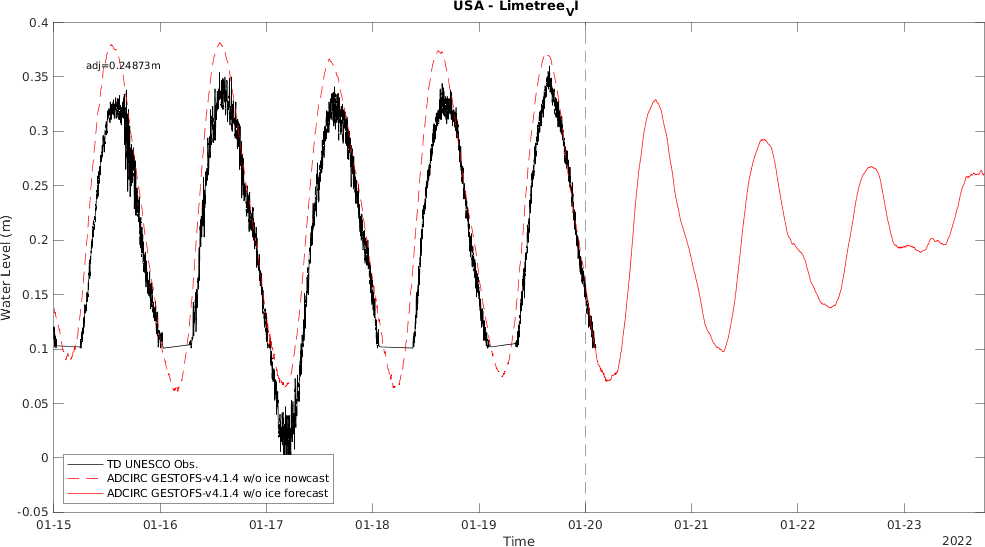 USA - Limetree_VI
0.4
adj=0.24873m
0.35
0.3
0.25
0.2
0.15
0.1
0.05
0
-0.05
Water Level (m)
TD UNESCO Obs.
ADCIRC GESTOFS-v4.1.4 w/o ice nowcast
ADCIRC GESTOFS-v4.1.4 w/o ice forecast
01-15 01-16 01-17 01-18 01-19 01-20 01-21 01-22 01-23
Time
2022